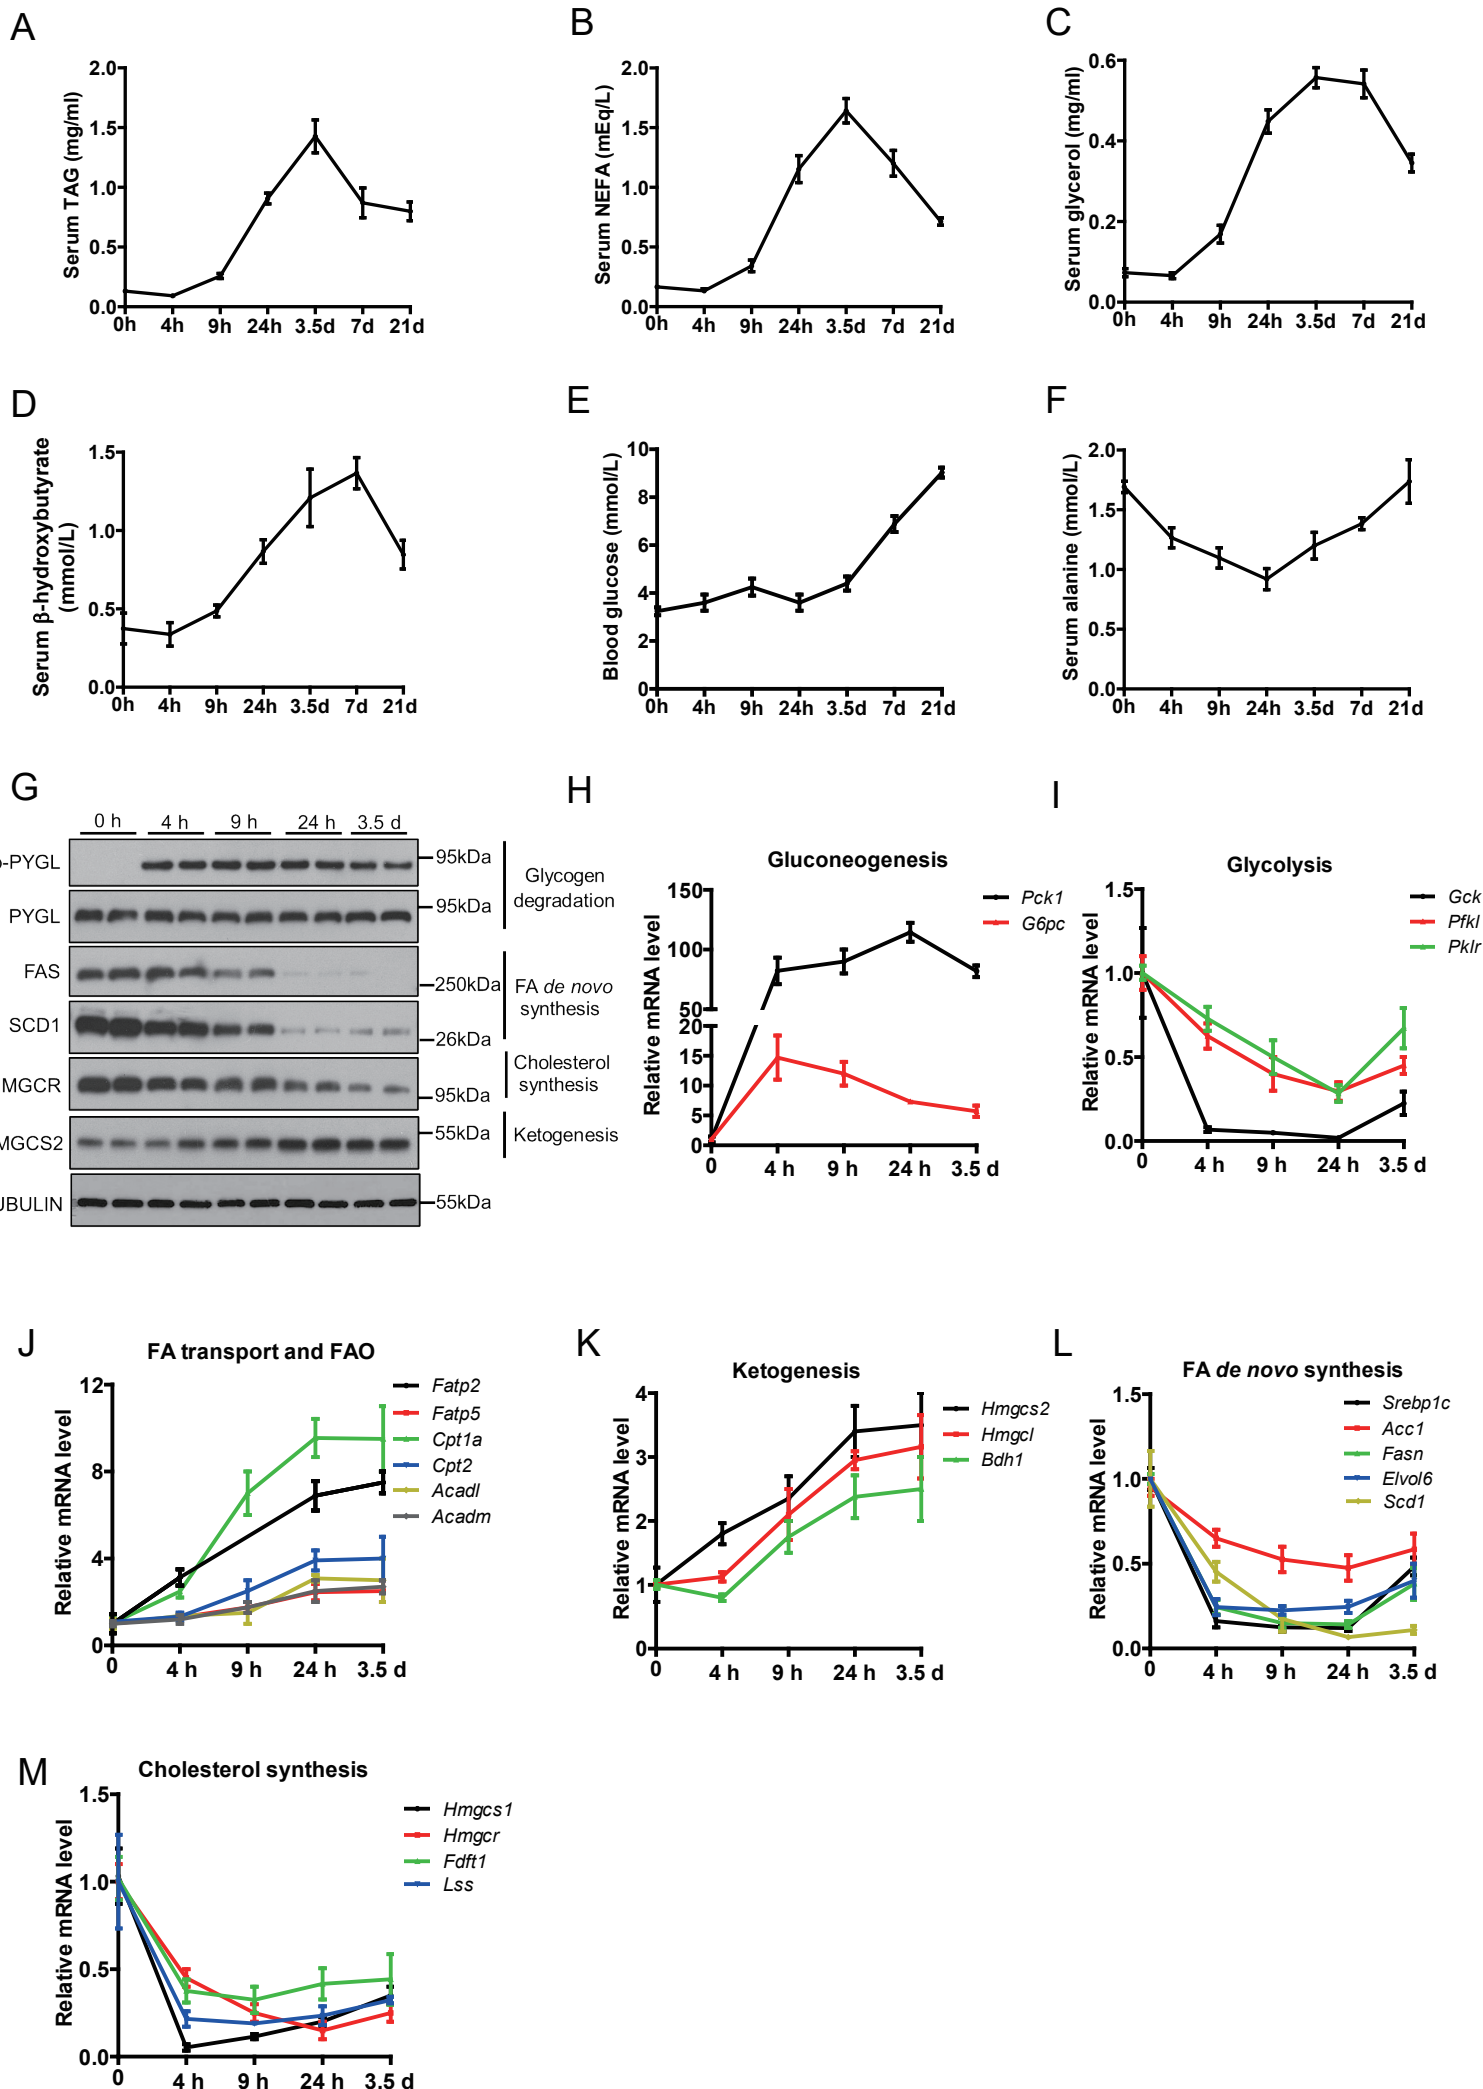 A
Serum TAG (mg/ml)
2.0
1.5
1.0
0.5
0.0
0h 4h 9h 24h 3.5d 7d 21d
B
Serum NEFA (mEq/L)
2.0
1.5
1.0
0.5
0.0
0h 4h 9h 24h 3.5d 7d 21d
C
Serum glycerol (mg/ml)
0.6
0.4
0.2
0.0
0h 4h 9h 24h 3.5d 7d 21d
D
Serum β-hydroxybutyrate
(mmol/L)
1.5
1.0
0.5
0.0
0h 4h 9h 24h 3.5d 7d 21d
E
Blood glucose (mmol/L)
10
8
6
4
2
0
0h 4h 9h 24h 3.5d 7d 21d
F
Serum alanine (mmol/L)
2.0
1.5
1.0
0.5
0.0
0h 4h 9h 24h 3.5d 7d 21d
G
0 h 4 h 9 h 24 h 3.5 d
-PYGL 95kDa
PYGL 95kDa
Glycogen
degradation
FAS 250kDa
SCD1 26kDa
FA de novo
synthesis
MGCR 95kDa
Cholesterol
synthesis
MGCS2 55kDa
Ketogenesis
UBULIN 55kDa
H
Gluconeogenesis
Relative mRNA level
150
100
50
20
15
10
5
0
0 4 h 9 h 24 h 3.5 d
Pck1
G6pc
I
Glycolysis
Relative mRNA level
1.5
1.0
0.5
0.0
0 4 h 9 h 24 h 3.5 d
Gck
Pfkl
Pklr
J
FA transport and FAO
Relative mRNA level
12
8
4
0
0 4 h 9 h 24 h 3.5 d
Fatp2
Fatp5
Cpt1a
Cpt2
Acadl
Acadm
K
Ketogenesis
Relative mRNA level
4
3
2
1
0
0 4 h 9 h 24 h 3.5 d
Hmgcs2
Hmgcl
Bdh1
L
FA de novo synthesis
Relative mRNA level
1.5
1.0
0.5
0.0
0 4 h 9 h 24 h 3.5 d
Srebp1c
Acc1
Fasn
Elvol6
Scd1
M
Cholesterol synthesis
Relative mRNA level
1.5
1.0
0.5
0.0
0 4 h 9 h 24 h 3.5 d
Hmgcs1
Hmgcr
Fdft1
Lss